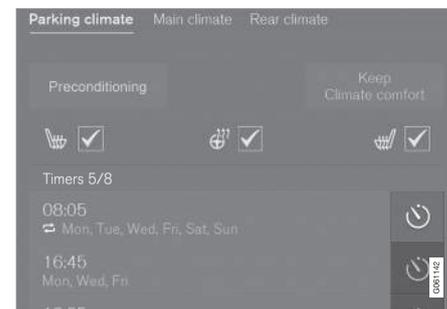 Parking climate Main climate Rear climate
Preconditioning
Keep
Climate comfort
Timers 5/8
08:05
Mon, Tue, Wed, Fri, Sat, Sun
16:45
Mon, Wed, Fri
G061142